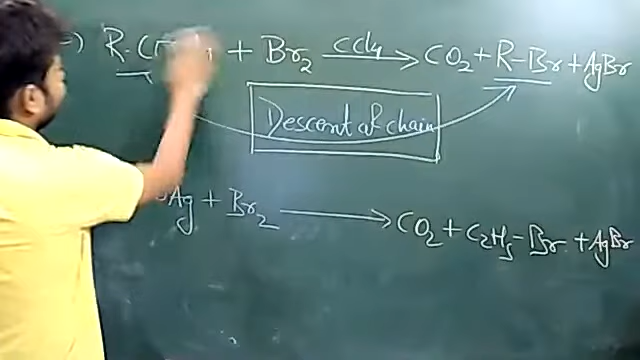 ) R-C + Br₂ CCl₄ CO₂ + R-Br + AgBr
Descent of chain
Ag + Br₂ CO₂ + C₂H₅-Br + AgBr